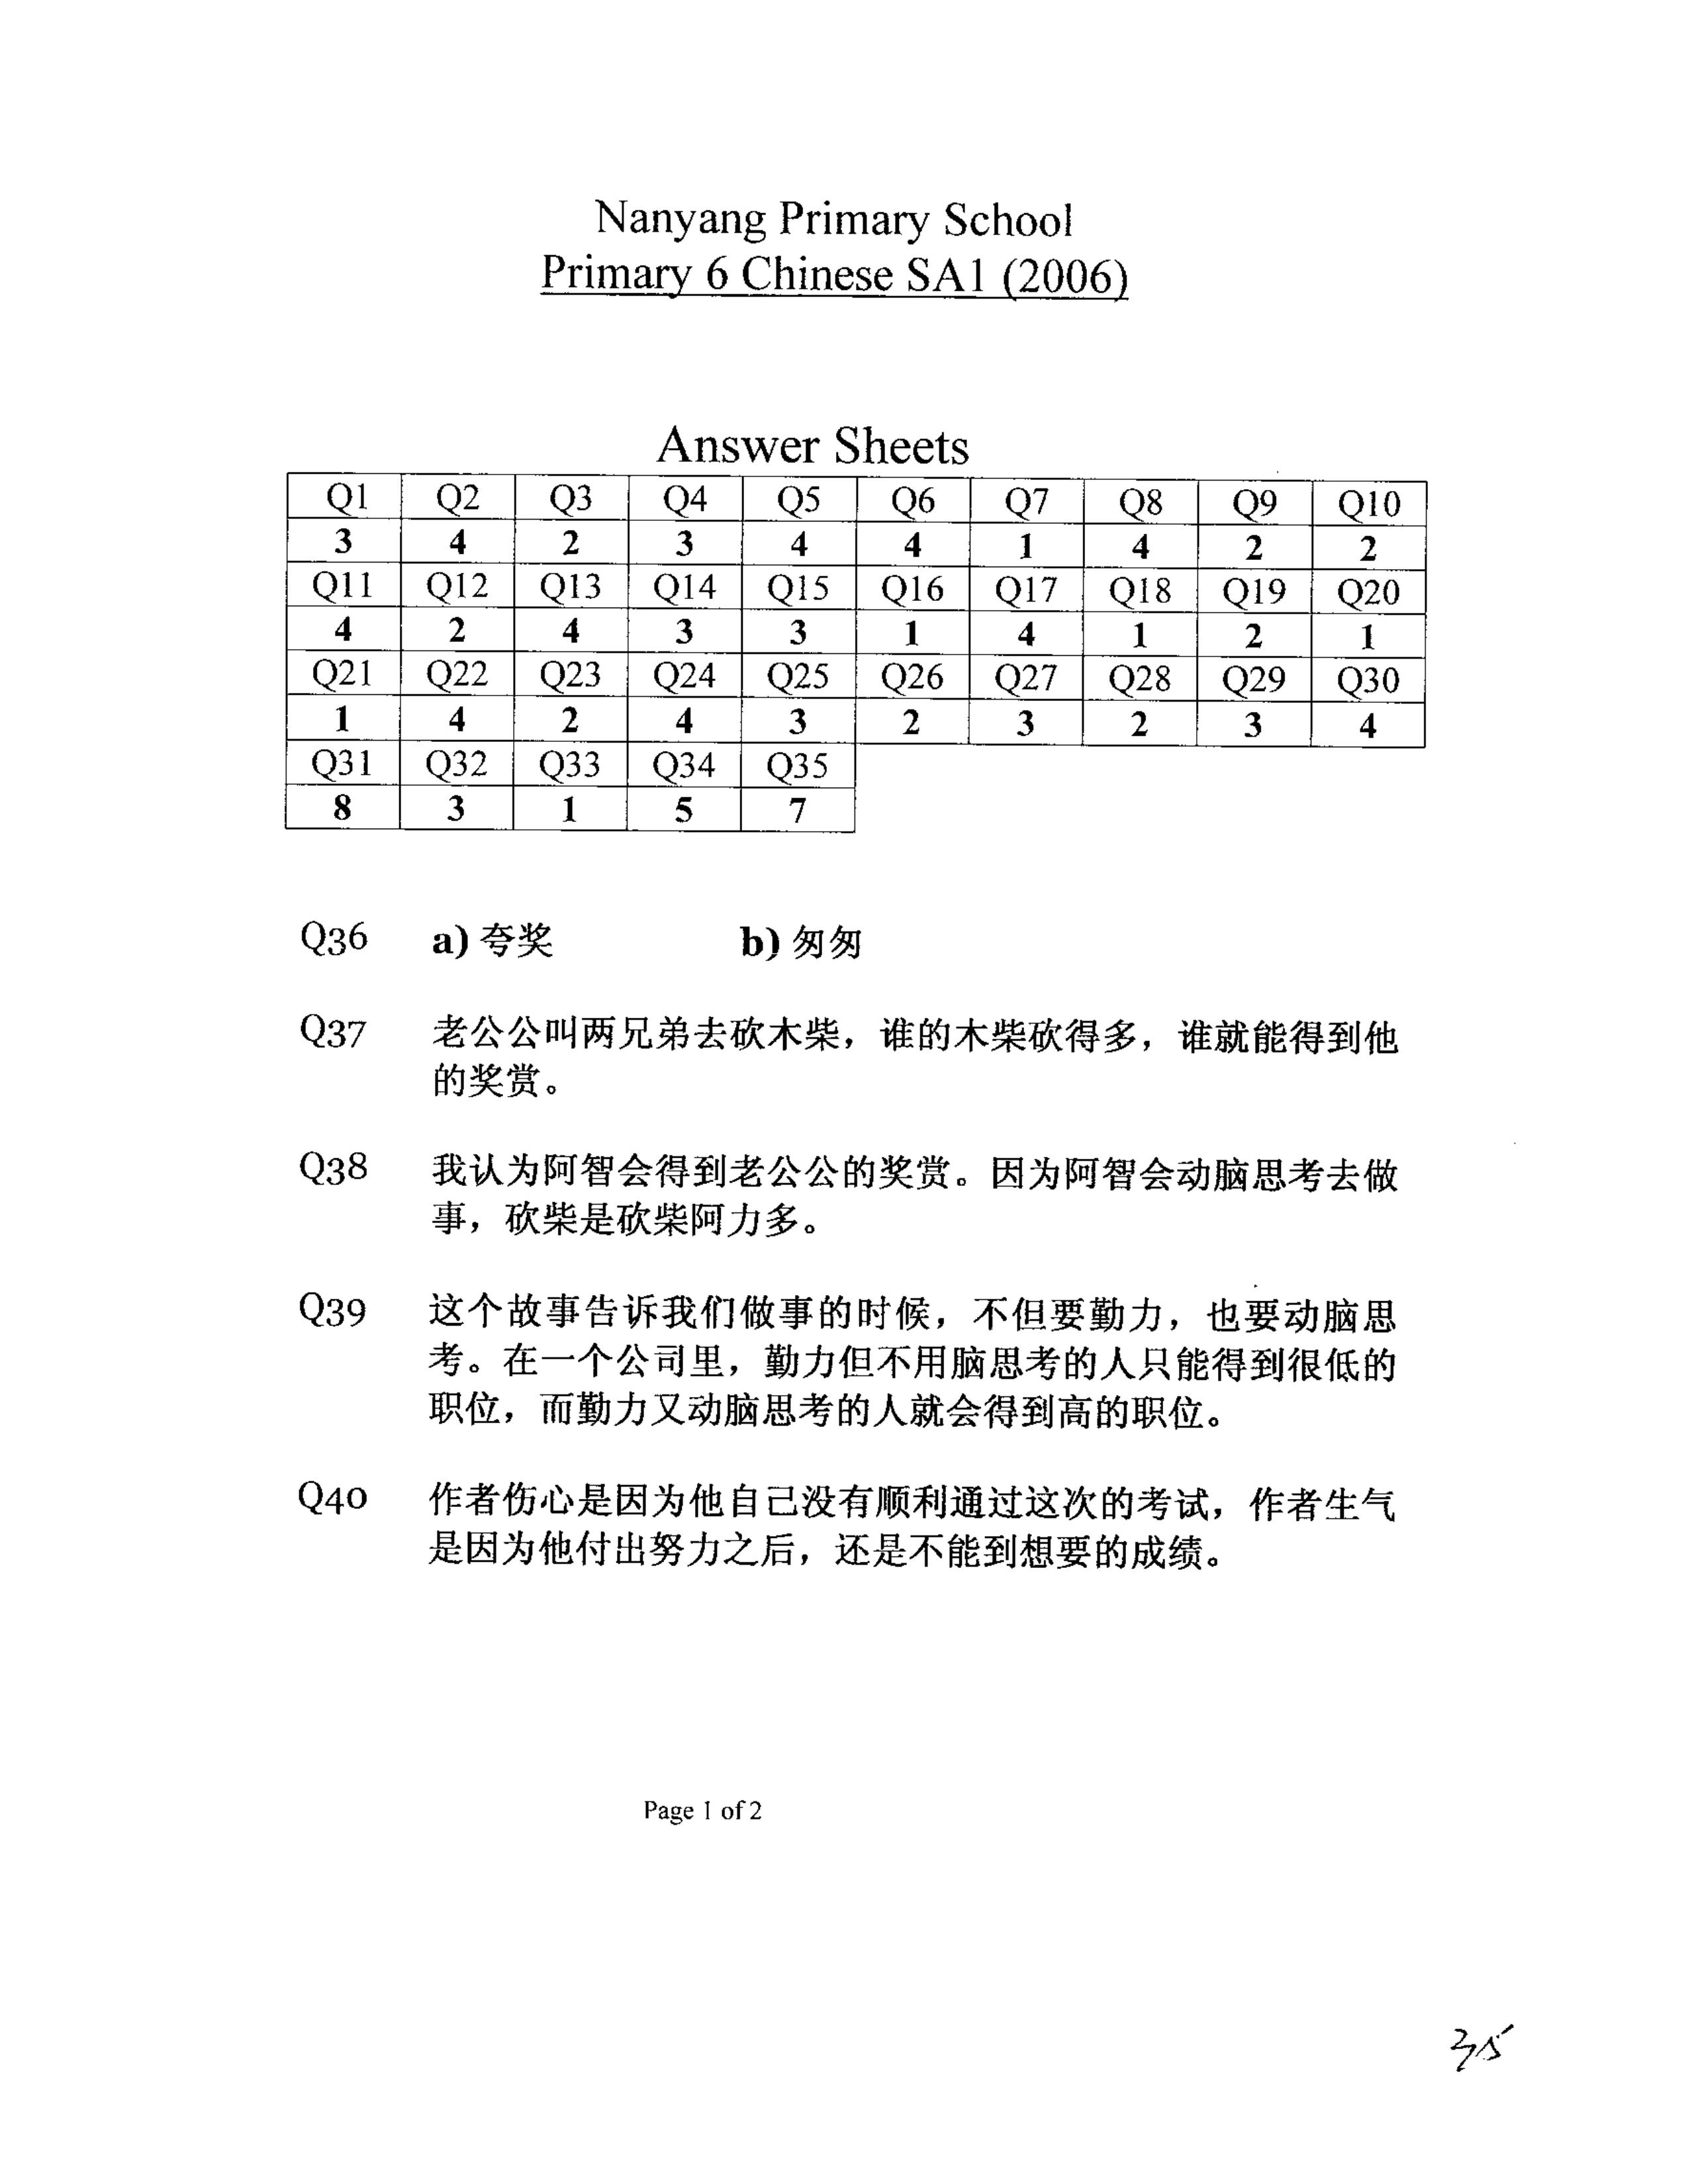 Nanyang Primary School
Primary 6 Chinese SA1 (2006)
Answer Sheets
Q1 Q2 Q3 Q4 Q5 Q6 Q7 Q8 Q9 Q10
3 4 2 3 4 4 1 4 2 2
Q11 Q12 Q13 Q14 Q15 Q16 Q17 Q18 Q19 Q20
4 2 4 3 3 1 4 1 2 1
Q21 Q22 Q23 Q24 Q25 Q26 Q27 Q28 Q29 Q30
1 4 2 4 3 2 3 2 3 4
Q31 Q32 Q33 Q34 Q35
8 3 1 5 7
Q36 a) 夸奖 b) 匆匆
Q37 老公公叫两兄弟去砍木柴，谁的木柴砍得多，谁就能得到他
的奖赏。
Q38 我认为阿智会得到老公公的奖赏。因为阿智会动脑思考去做
事，砍柴是砍柴阿力多。
Q39 这个故事告诉我们做事的时候，不但要勤力，也要动脑思
考。在一个公司里，勤力但不用脑思考的人只能得到很低的
职位，而勤力又动脑思考的人就会得到高的职位。
Q40 作者伤心是因为他自己没有顺利通过这次的考试，作者生气
是因为他付出努力之后，还是不能到想要的成绩。
Page 1 of 2
35